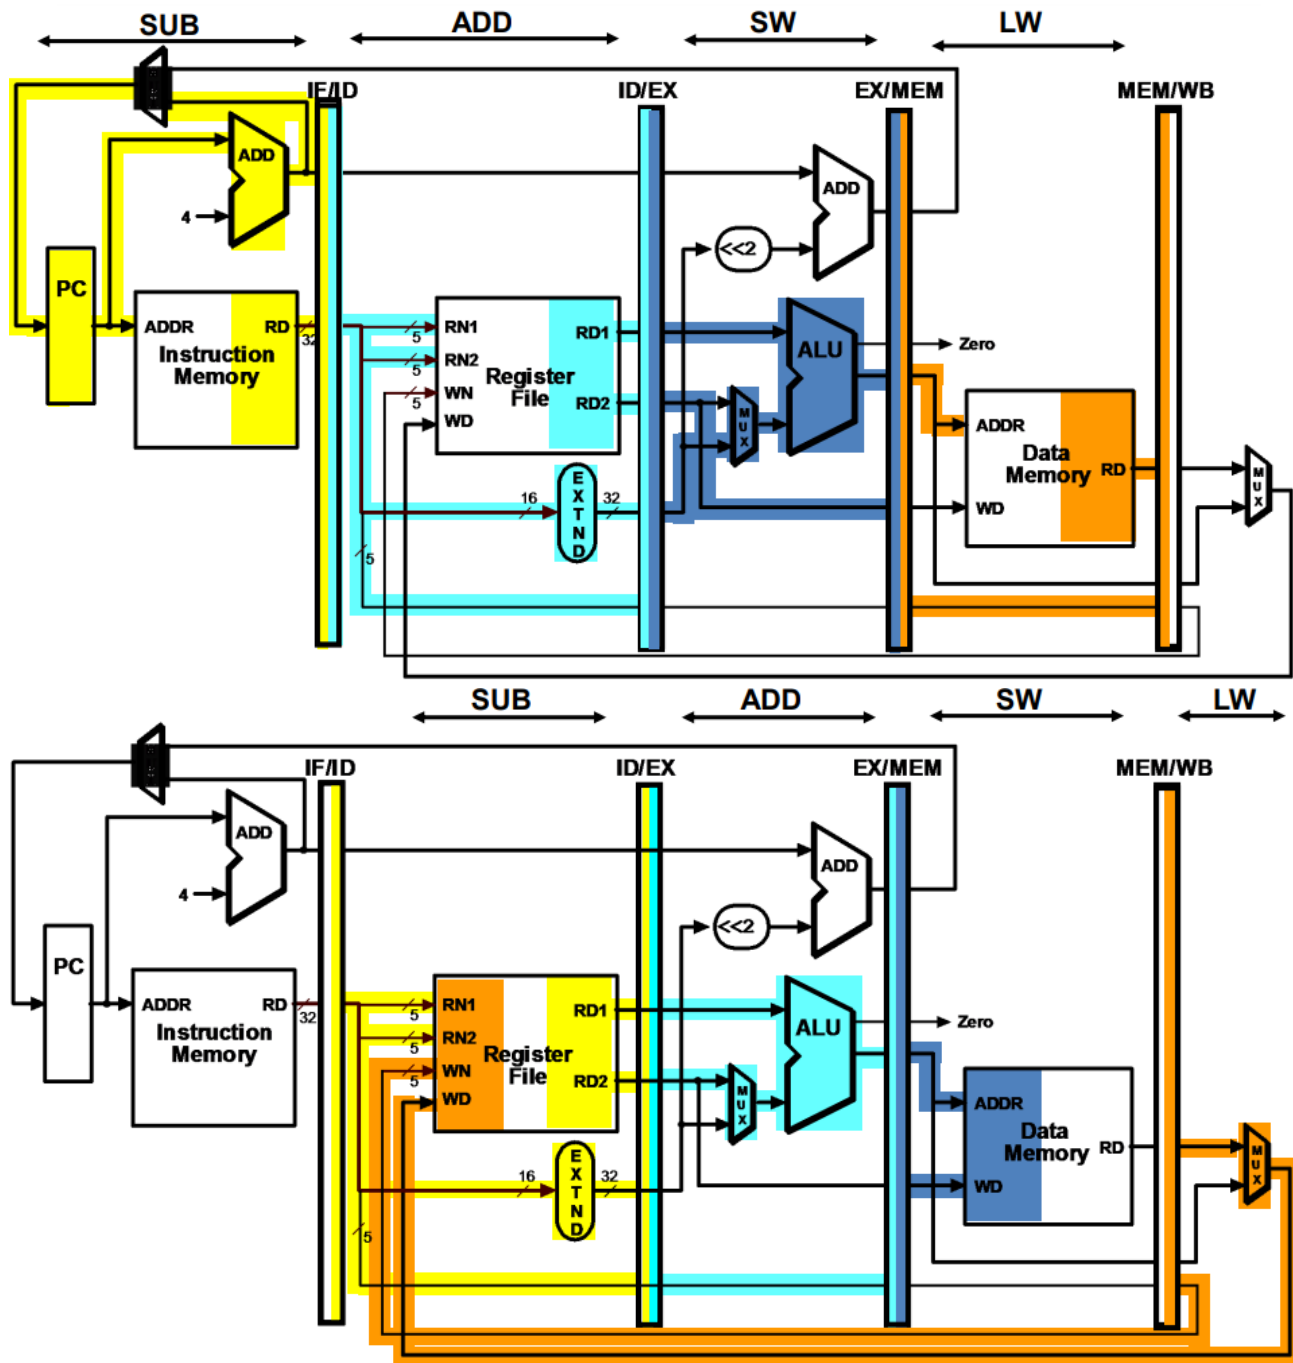 SUB ADD SW LW
IF/ID ID/EX EX/MEM MEM/WB
ADD
4
ADD
<<2
PC
ADDR RD
32
Instruction
Memory
RN1
5
RN2
5
WN
5
WD
Register
File
RD1
RD2
16
EXTND
32
5
MUX
ALU
Zero
ADDR
Data
Memory
RD
WD
MUX
SUB ADD SW LW
IF/ID ID/EX EX/MEM MEM/WB
ADD
4
ADD
<<2
PC
ADDR RD
32
Instruction
Memory
RN1
5
RN2
5
WN
5
WD
Register
File
RD1
RD2
16
EXTND
32
5
MUX
ALU
Zero
ADDR
Data
Memory
RD
WD
MUX